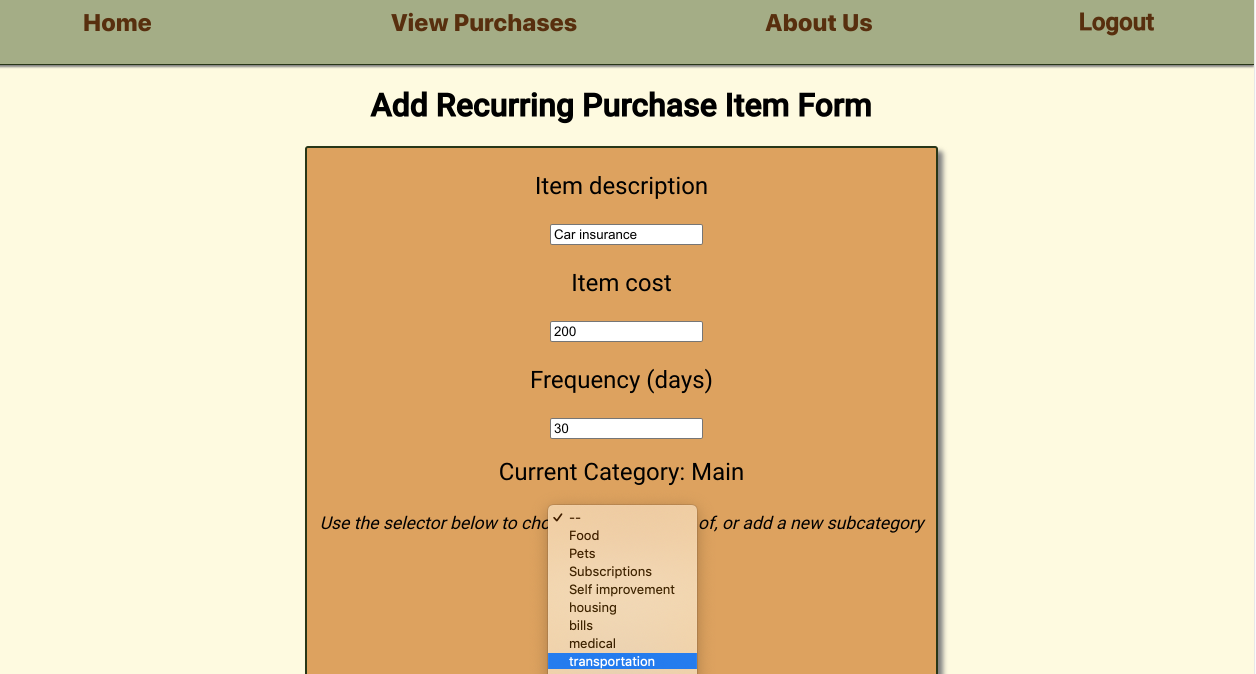 Home View Purchases About Us Logout
Add Recurring Purchase Item Form
Item description
Car insurance
Item cost
200
Frequency (days)
30
Current Category: Main
Use the selector below to of, or add a new subcategory
--
Food
Pets
Subscriptions
Self improvement
housing
bills
medical
transportation